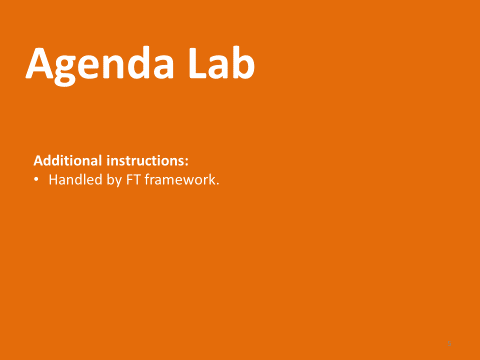 Agenda Lab
Additional instructions:
• Handled by FT framework.